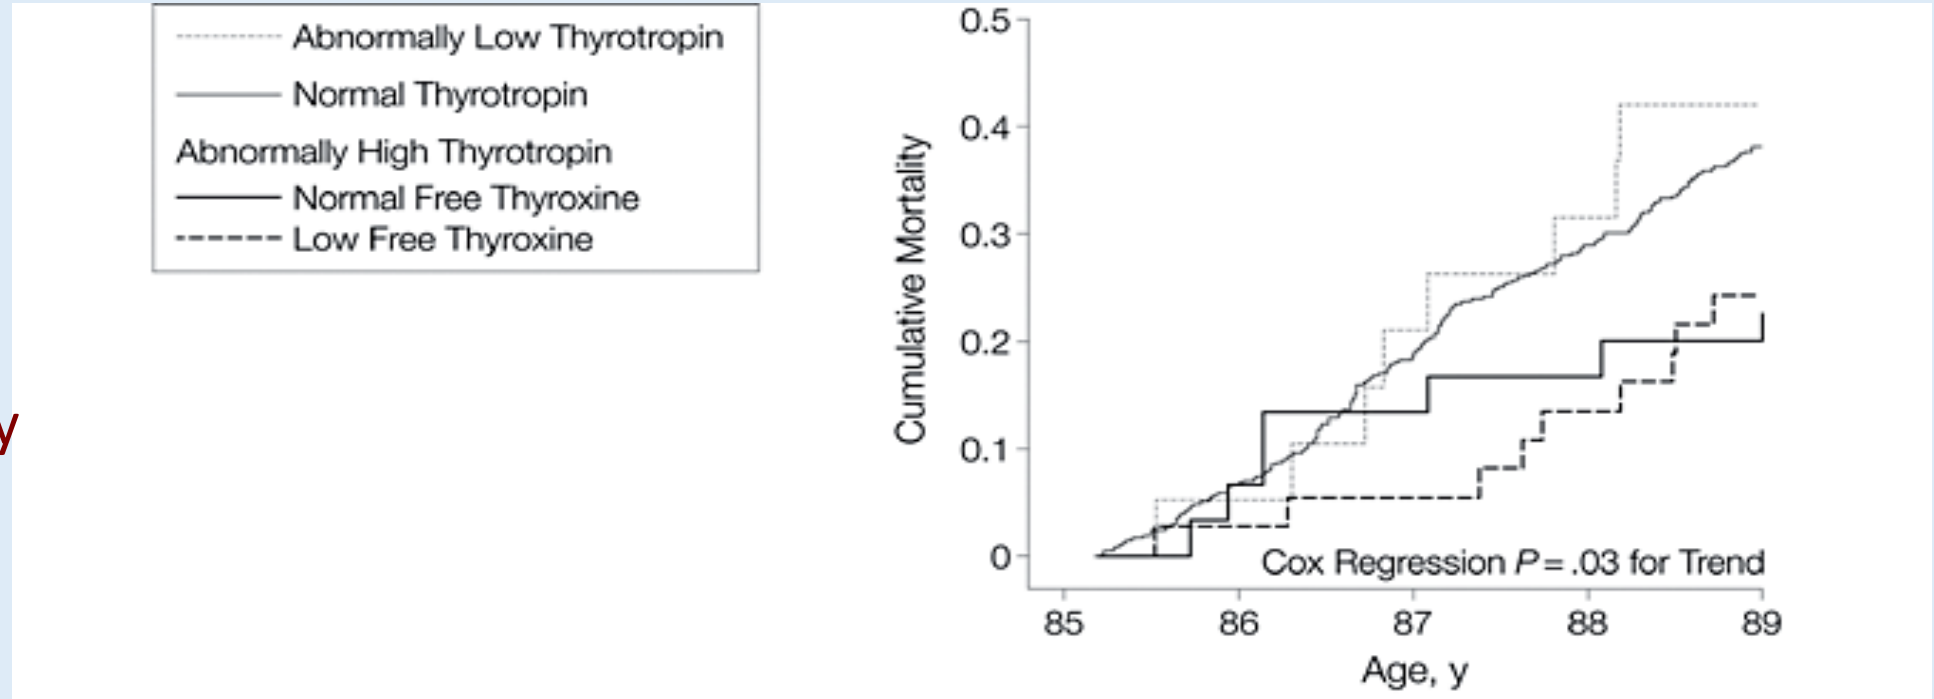 Abnormally Low Thyrotropin
Normal Thyrotropin
Abnormally High Thyrotropin
Normal Free Thyroxine
Low Free Thyroxine
y
Cumulative Mortality
0.5
0.4
0.3
0.2
0.1
0
Cox Regression P = .03 for Trend
85 86 87 88 89
Age, y